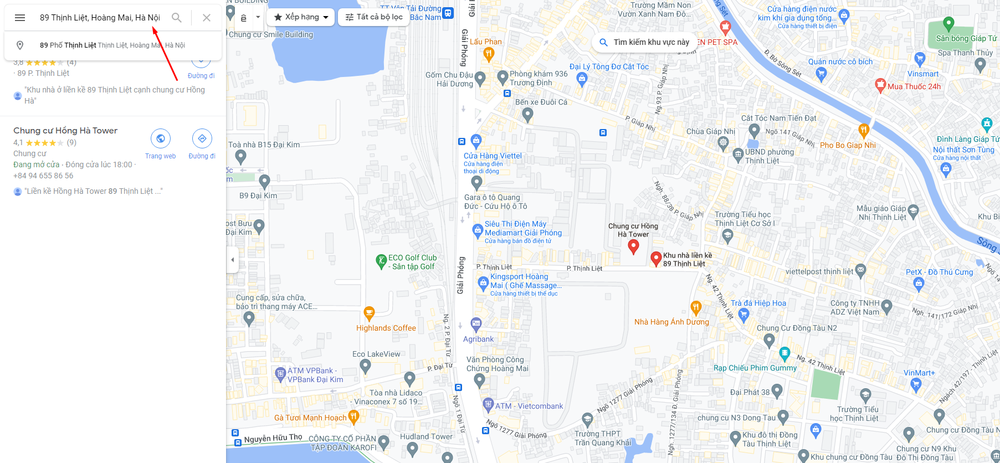 89 Thịnh Liệt, Hoàng Mai, Hà Nội
89 Phố Thịnh Liệt Thịnh Liệt, Hoàng Mai, Hà Nội
3,8 (4)
· 89 P. Thịnh Liệt
Đường đi
"Khu nhà ở liền kề 89 Thịnh Liệt cạnh chung cư Hồng
Hà"
Chung cư Hồng Hà Tower
4,1 (9)
Chung cư
Đang mở cửa · Đóng cửa lúc 18:00 ·
+84 94 655 86 56
Trang web
Đường đi
"Liền kề Hồng Hà Tower 89 Thịnh Liệt ..."
Xếp hạng
Tất cả bộ lọc
Tìm kiếm khu vực này
TT Vận Tải Đường
Bắc Nam
Chung cư Smile Building
Giải Phóng
Lẩu Phan
Gốm Chu Đậu
Hải Dương
Phòng khám 936
Trương Định
Đại Lý Tông Đơ Cắt Tóc
Trường Mầm Non
Vườn Xanh Nam Đô...
Cửa hàng điện nước
kim khí gia dụng tổng...
Cửa hàng thiết bị điện
EN PET SPA
Sân bóng Giáp Tứ
Spa Thanh Thủy
Đ. Bờ Sông Sét
Quán nước cô bích
Vinsmart
Mua Thuốc 24h
Ng.93 P. Giáp Nhị
Bến xe Đuôi Cá
P. Giáp Nhị
Cắt Tóc Nam Tiến Đạt
Chùa Giáp Nhị
Ngõ 141 Giáp Nhị
Pho Bo Giap Nhi
Đình Làng Giáp Tứ
Nội thất Sơn Tùng
Cửa hàng nội thất
UBND phường
Thịnh Liệt
Toà nhà B15 Đại Kim
Cửa Hàng Viettel
Cửa hàng điện
thoại di động
B9 Đại Kim
Gara ô tô Quang
Đức - Cứu Hộ ô Tô
Ngh. 88/38 P. Giáp Nhị
Trường Tiểu học
Thịnh Liệt Cơ Sở I
Mẫu giáo Giáp
Nhị Thịnh Liệt
Khu Bi
ost Bưu
Đại Kim
Siêu Thị Điện Máy
Mediamart Giải Phóng
Cửa hàng bán đồ điện tử
Chung cư Hồng
Hà Tower
Khu nhà liền kề
89 Thịnh Liệt
Sông
ECO Golf Club
- Sân tập Golf
Giải Phóng
P. Thịnh Liệt
P. Thịnh Liệt
Kingsport Hoàng
Mai ( Ghế Massage...
Cửa hàng thiết bị thể dục
viettelpost thịnh liệt
PetX - Đồ Thú Cưng
Ng. 42 Thịnh Liệt
Cung cấp, sửa chữa,
bảo trì thang máy ACE...
Highlands Coffee
Ng. 2 P. Đại Từ
Agribank
Nhà Hàng Ánh Dương
Trà đá Hiệp Hoa
Công ty TNHH
ADZ Việt Nam
Ngh. 141/172 Giáp Nhị
Chung Cư Đồng Tàu N2
Eco LakeView
Văn Phòng Công
Chứng Hoàng Mai
ATM VPBank -
VPBank Đại Kim
P. Đại Từ
Rạp Chiếu Phim Gummy
Ng. 42 Thịnh Liệt
VinMart+
Ngách 42/197 - Thịnh Liệt
Tòa nhà Lidaco
- Vinaconex 7 số 19...
Gà Tươi Mạnh Hoạch
Ngõ 1 Đại Từ
ATM - Vietcombank
Ngõ 1277 Giải Phóng
Ngõ 1277 Giải Phóng
Ngh. 1277/134 Đ. Giải Phóng
Đại Phát 38
chung cư N3 Dong Tau
Trường Tiểu
học Thịnh Liệt
Chung cư Đồng Tàu
Nguyễn Hữu Thọ
CÔNG TY CỔ PHẦN
TẬP ĐOÀN KAROFI
Hudland Tower
Trường THPT
Trần Quang Khải
Khu đô thị Đồng
Tàu Thịnh Liệt
Chung cư N9 Khu
Đô Thị Đồng Tàu